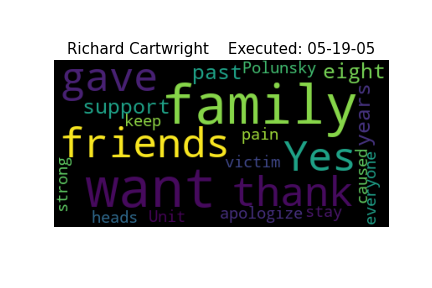 Richard Cartwright    Executed: 05-19-05
gave past Polunsky eight
support family years
keep
friends pain Yes
victim
strong want thank caused everyone
heads Unit apologize stay